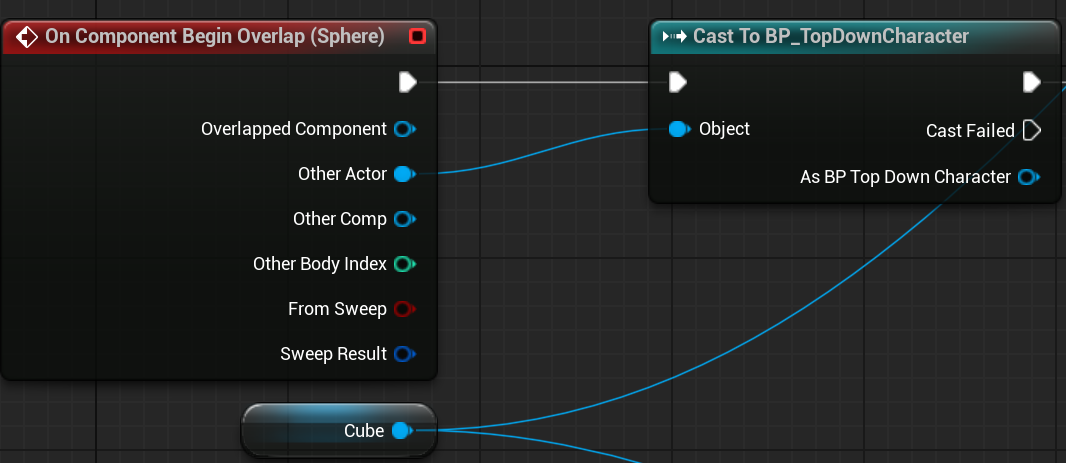 On Component Begin Overlap (Sphere)
Overlapped Component
Other Actor
Other Comp
Other Body Index
From Sweep
Sweep Result
Cube
Cast To BP_TopDownCharacter
Object
Cast Failed
As BP Top Down Character